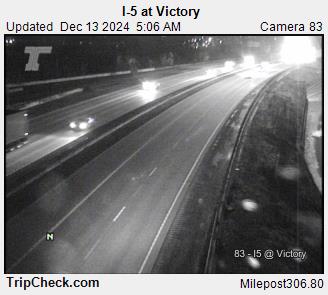 I-5 at Victory
Updated Dec 13 2024 5:06 AM Camera 83
T
N
83 - I5 @ Victory
TripCheck.com Milepost306.80